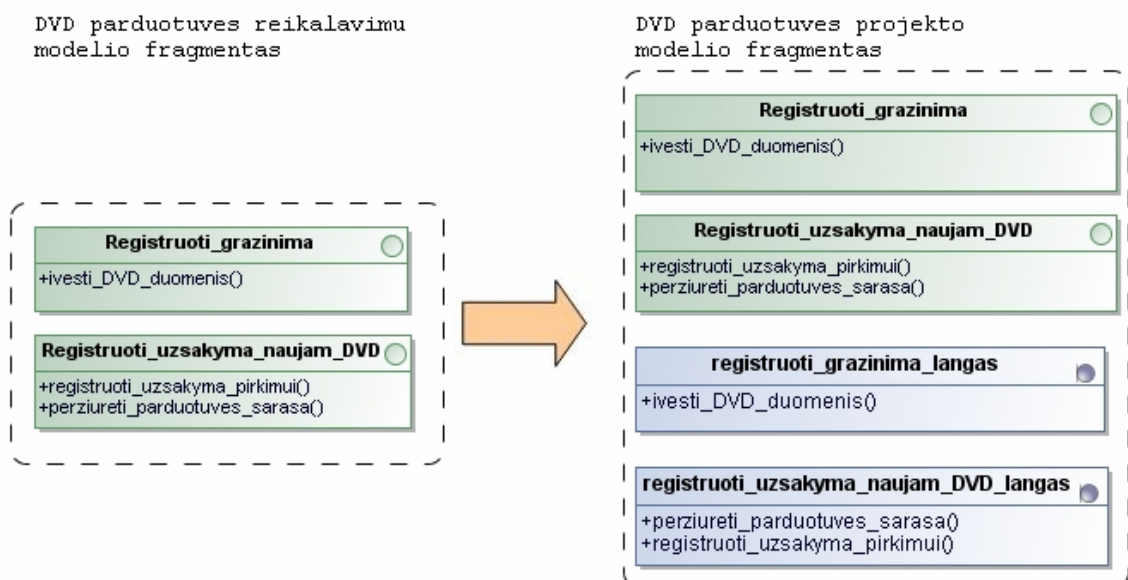 DVD parduotuves reikalavimu
modelio fragmentas
Registruoti_grazinima
+ivesti_DVD_duomenis()
Registruoti_uzsakyma_naujam_DVD
+registruoti_uzsakyma_pirkimui()
+perziureti_parduotuves_sarasa()
DVD parduotuves projekto
modelio fragmentas
Registruoti_grazinima
+ivesti_DVD_duomenis()
Registruoti_uzsakyma_naujam_DVD
+registruoti_uzsakyma_pirkimui()
+perziureti_parduotuves_sarasa()
registruoti_grazinima_langas
+ivesti_DVD_duomenis()
registruoti_uzsakyma_naujam_DVD_langas
+perziureti_parduotuves_sarasa()
+registruoti_uzsakyma_pirkimui()